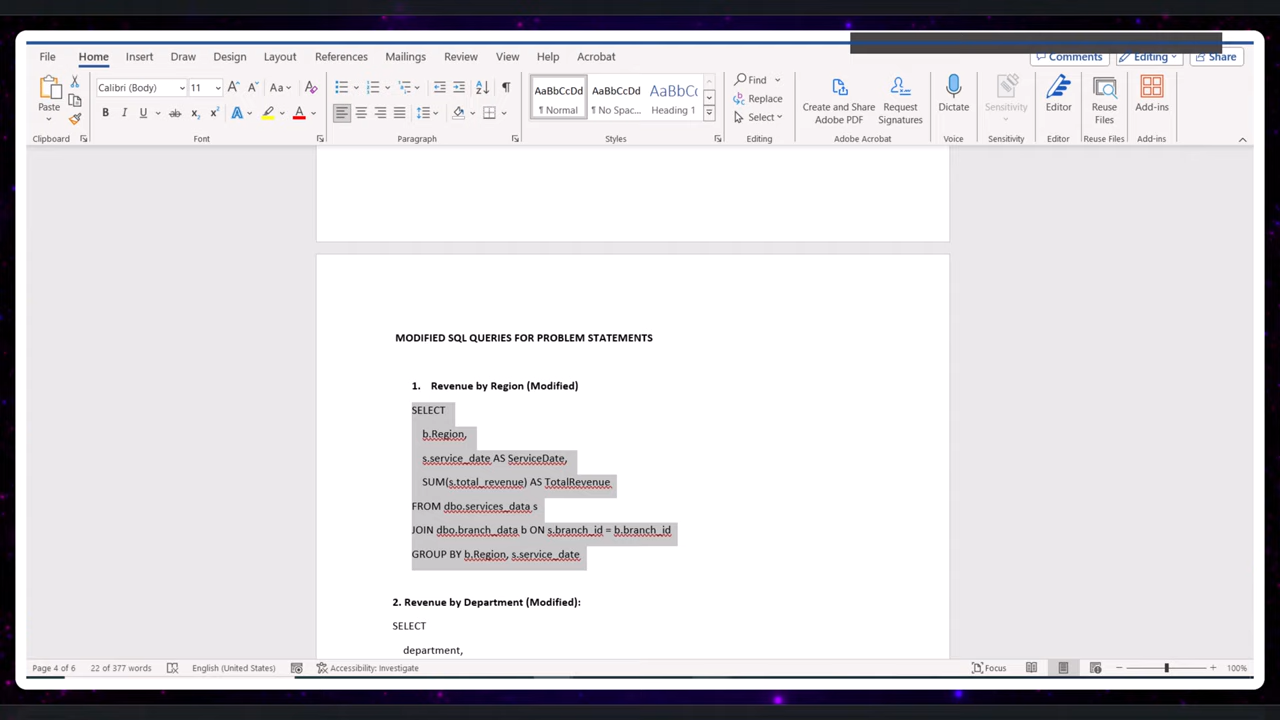 File Home Insert Draw Design Layout References Mailings Review View Help Acrobat Comments Editing Share
Calibri (Body) 11 Aa
AaBbCcDd AaBbCcDd AaBbCc
¶ Normal ¶ No Spac... Heading 1
Find
Replace
Select
Paste
B I U ab x₂ x² A A
Create and Share
Adobe PDF
Request
Signatures
Dictate
Sensitivity
Editor
Reuse
Files
Add-ins
Clipboard Font Paragraph Styles Editing Adobe Acrobat Voice Sensitivity Editor Reuse Files Add-ins
MODIFIED SQL QUERIES FOR PROBLEM STATEMENTS
1. Revenue by Region (Modified)
SELECT
b.Region,
s.service_date AS ServiceDate,
SUM(s.total_revenue) AS TotalRevenue
FROM dbo.services_data s
JOIN dbo.branch_data b ON s.branch_id = b.branch_id
GROUP BY b.Region, s.service_date
2. Revenue by Department (Modified):
SELECT
department,
Page 4 of 6 22 of 377 words English (United States) Accessibility: Investigate Focus 100%